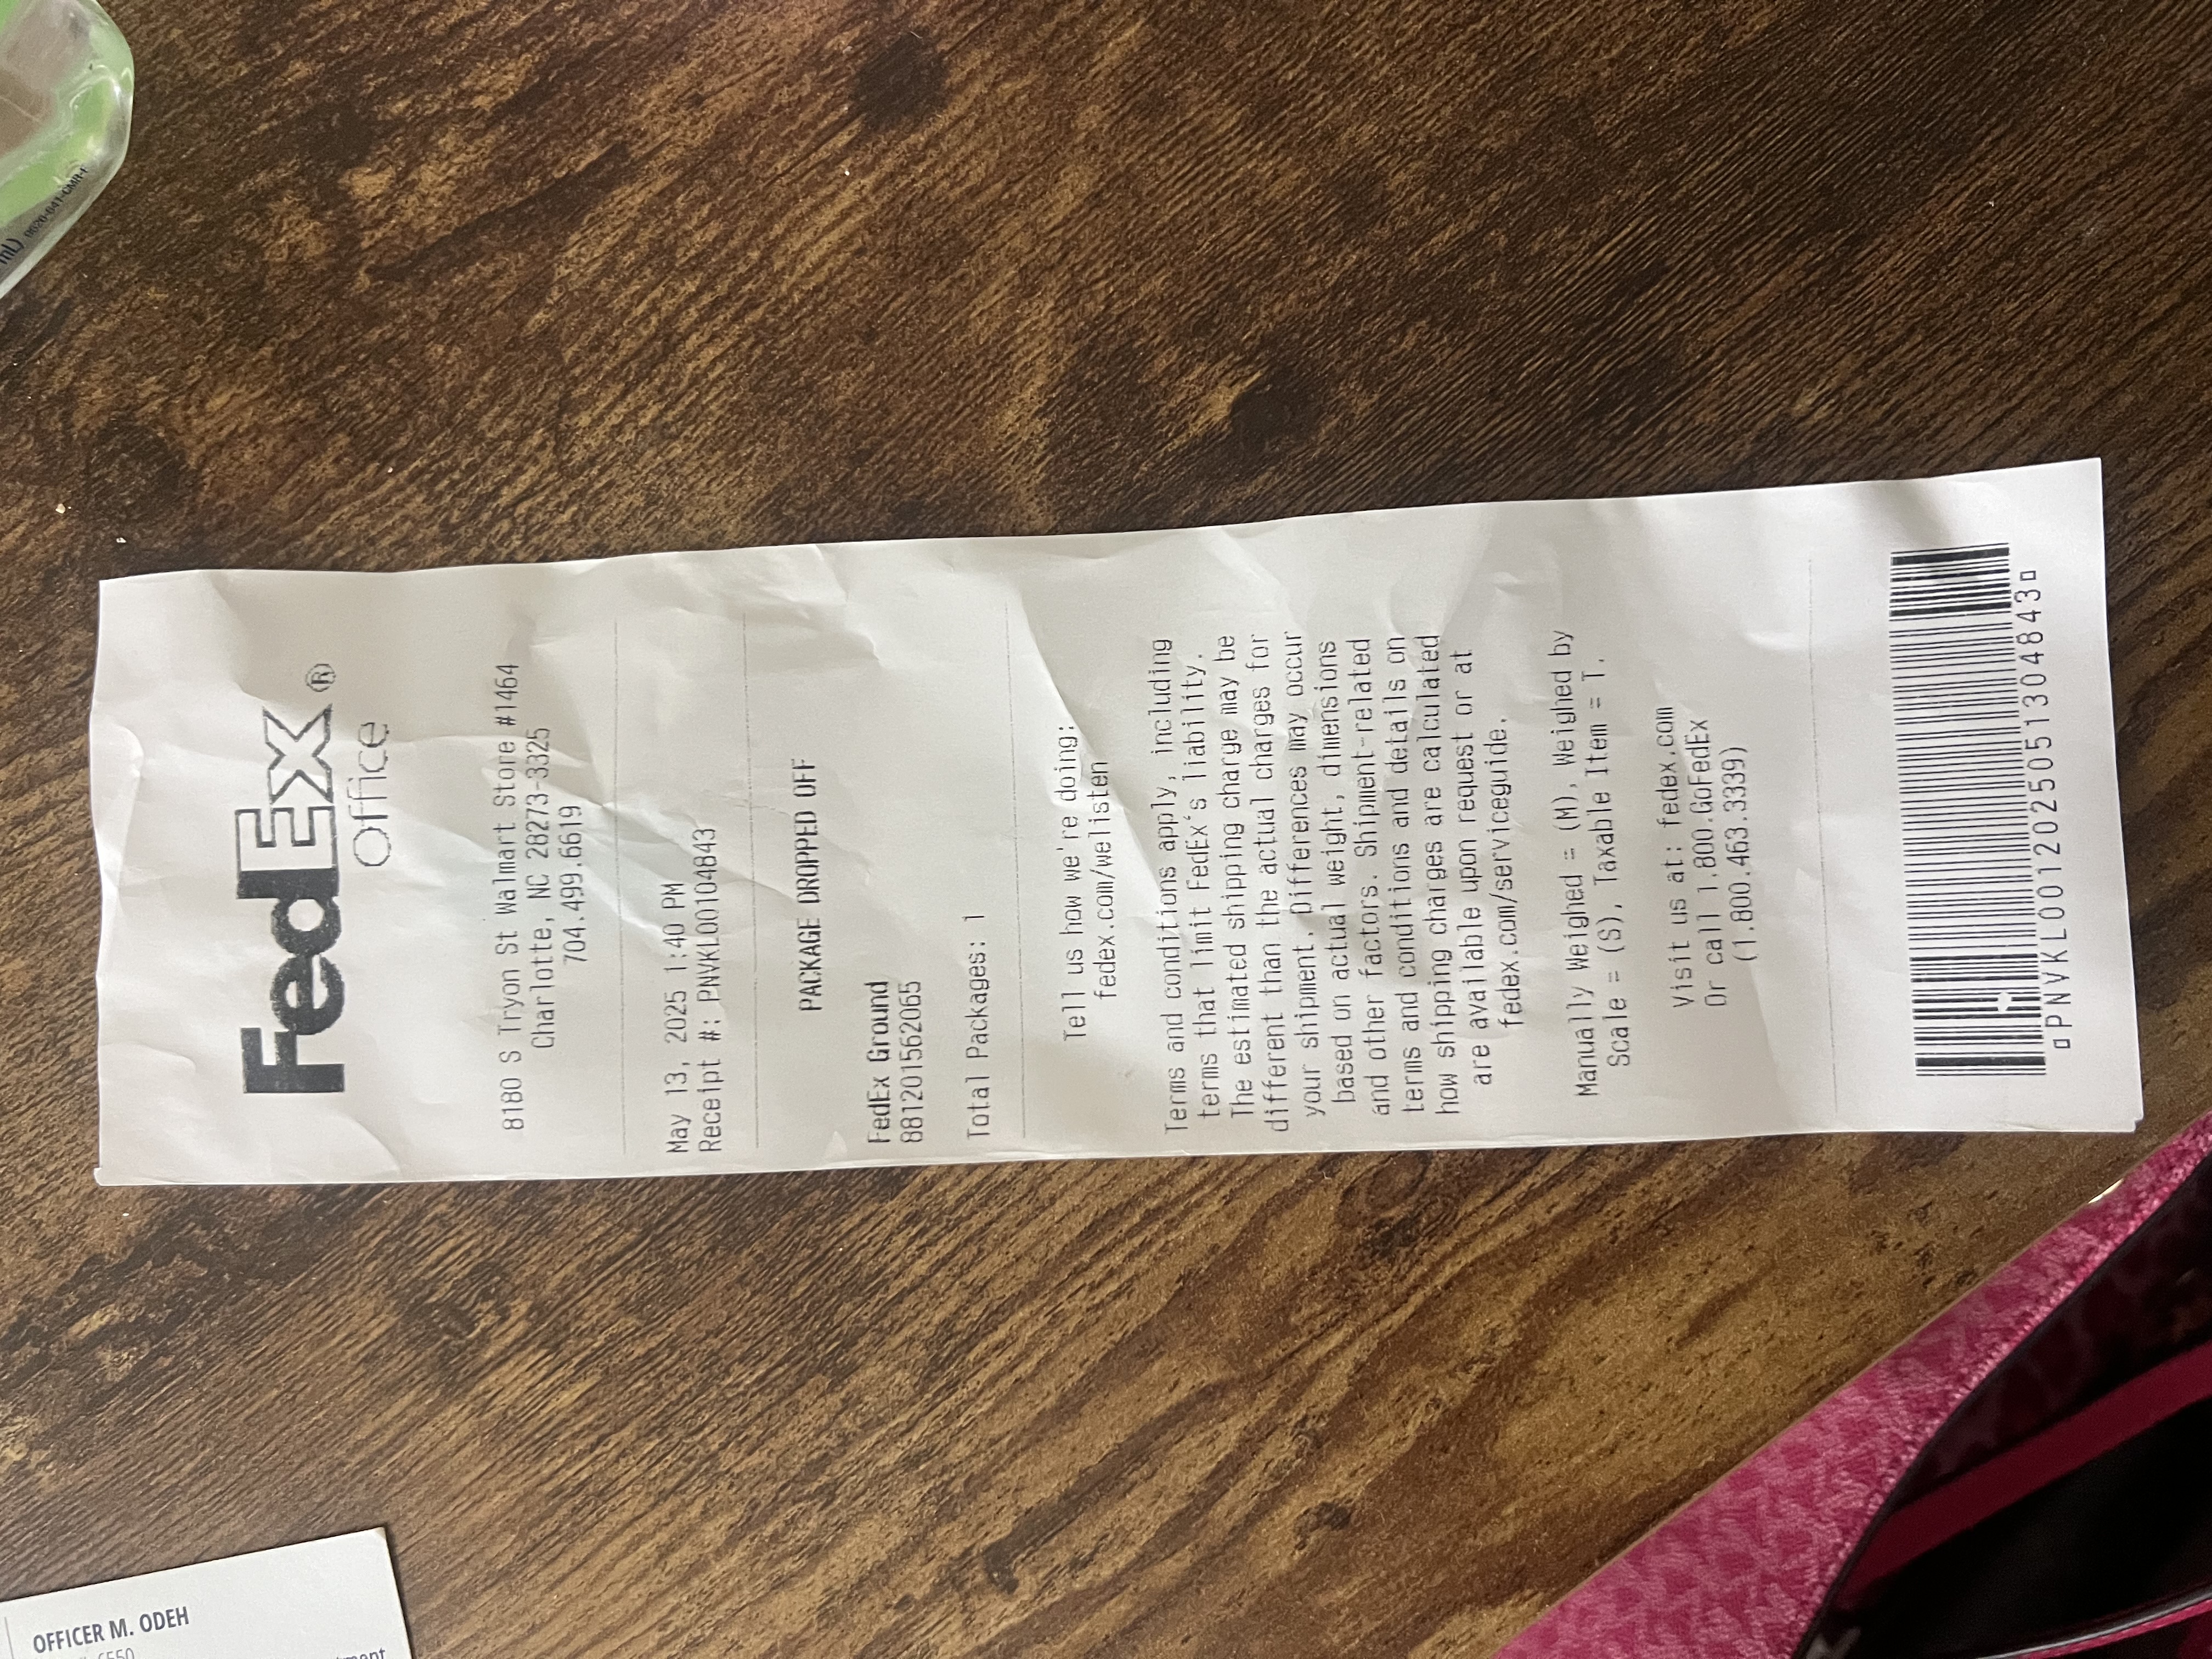 FedEx®
Office
8180 S Tryon St Walmart Store #1464
Charlotte, NC 28273-3325
704.499.6619
May 13, 2025 1:40 PM
Receipt #: PNVKL00104843
PACKAGE DROPPED OFF
FedEx Ground
881201562065
Total Packages: 1
Tell us how we're doing:
fedex.com/welisten
Terms and conditions apply, including
terms that limit FedEx's liability.
The estimated shipping charge may be
different than the actual charges for
your shipment. Differences may occur
based on actual weight, dimensions
and other factors. Shipment-related
terms and conditions and details on
how shipping charges are calculated
are available upon request or at
fedex.com/serviceguide.
Manually Weighed = (M), Weighed by
Scale = (S), Taxable Item = T.
Visit us at: fedex.com
Or call 1.800.GoFedEx
(1.800.463.3339)
PNVKL0012025051304843
OFFICER M. ODEH
mL)